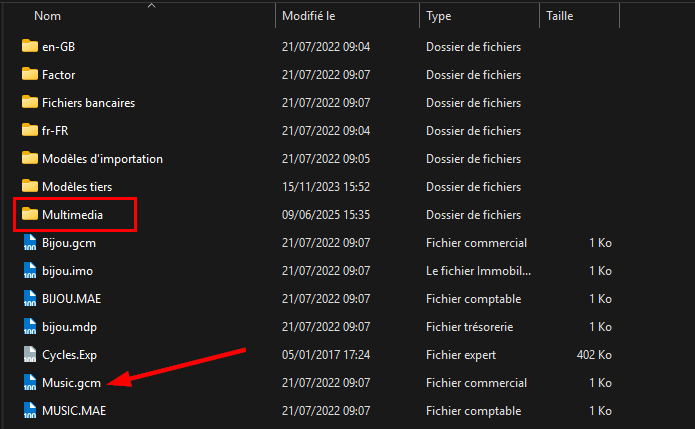 Nom Modifié le Type Taille
en-GB 21/07/2022 09:04 Dossier de fichiers
Factor 21/07/2022 09:07 Dossier de fichiers
Fichiers bancaires 21/07/2022 09:07 Dossier de fichiers
fr-FR 21/07/2022 09:04 Dossier de fichiers
Modèles d'importation 21/07/2022 09:05 Dossier de fichiers
Modèles tiers 15/11/2023 15:52 Dossier de fichiers
Multimedia 09/06/2025 15:35 Dossier de fichiers
100 Bijou.gcm 21/07/2022 09:07 Fichier commercial 1 Ko
100 bijou.imo 21/07/2022 09:07 Le fichier Immobil... 1 Ko
100 BIJOU.MAE 21/07/2022 09:07 Fichier comptable 1 Ko
100 bijou.mdp 21/07/2022 09:07 Fichier trésorerie 1 Ko
100 Cycles.Exp 05/01/2017 17:24 Fichier expert 402 Ko
100 Music.gcm 21/07/2022 09:07 Fichier commercial 1 Ko
100 MUSIC.MAE 21/07/2022 09:07 Fichier comptable 1 Ko